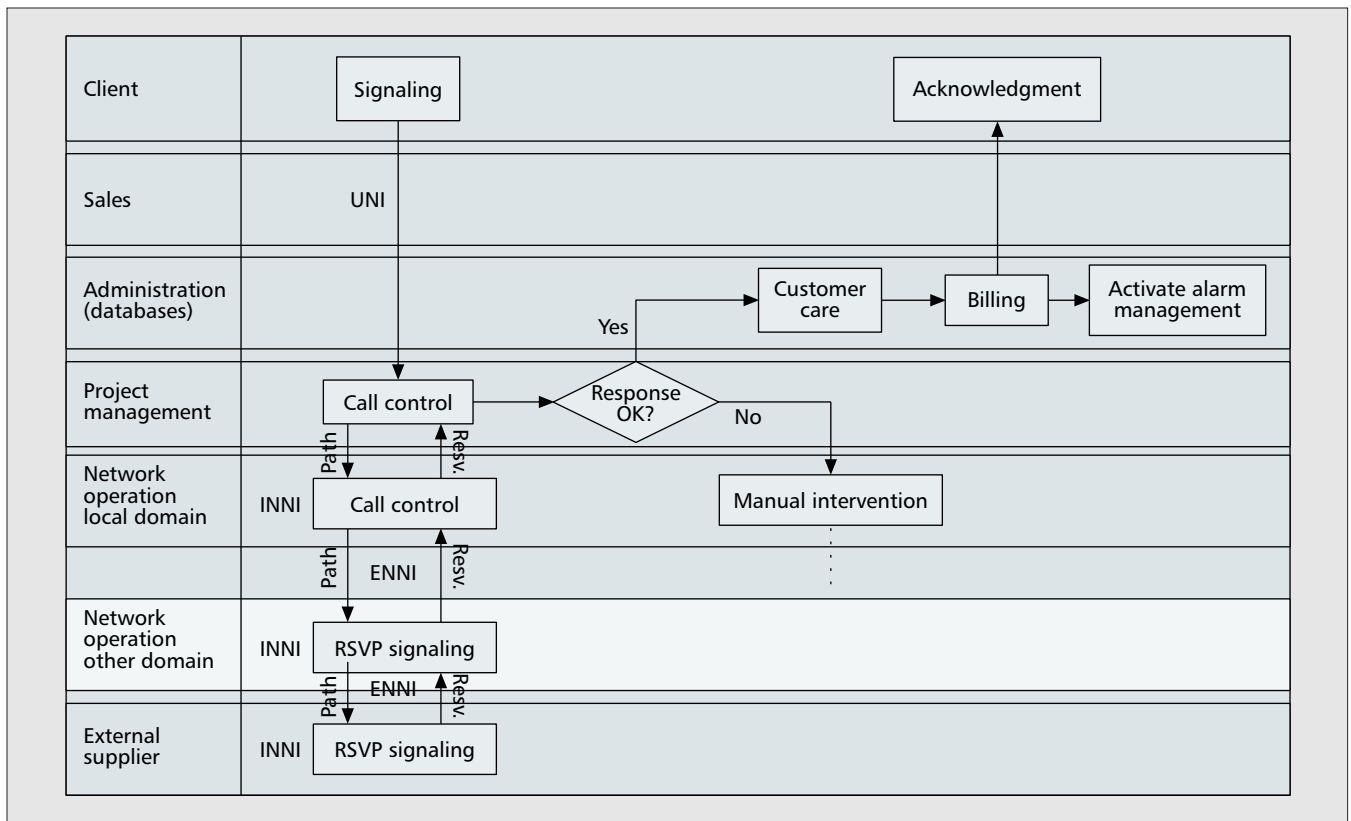 Client
Signaling
Acknowledgment
Sales
UNI
Administration
(databases)
Customer
care
Billing
Activate alarm
management
Yes
Project
management
Call control
Response
OK?
No
Path
Resv.
Network
operation
local domain
INNI
Call control
Manual intervention
Path
ENNI
Resv.
Network
operation
other domain
INNI
RSVP signaling
Path
ENNI
Resv.
External
supplier
INNI
RSVP signaling